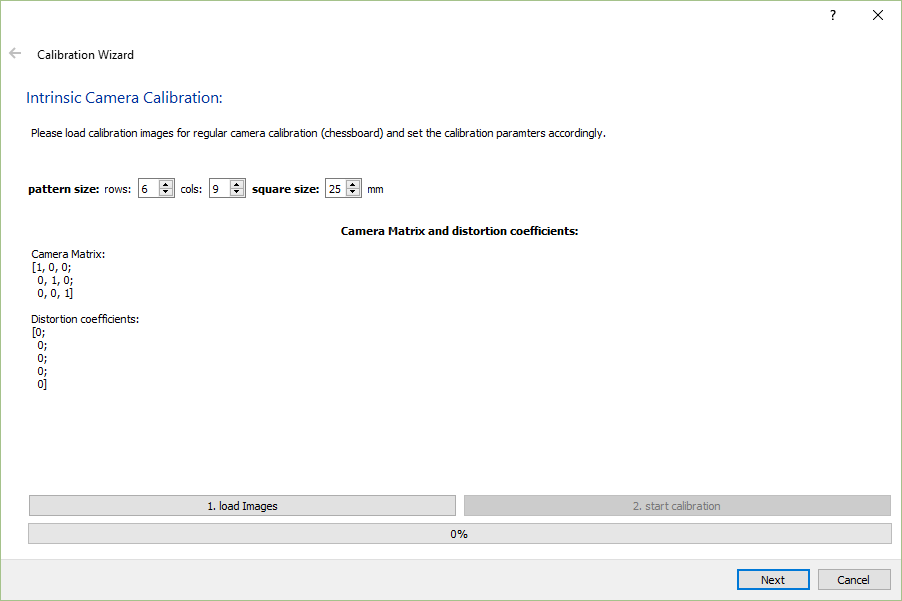 ?
Calibration Wizard
Intrinsic Camera Calibration:
Please load calibration images for regular camera calibration (chessboard) and set the calibration paramters accordingly.
pattern size: rows: 6 cols: 9 square size: 25 mm
Camera Matrix and distortion coefficients:
Camera Matrix:
[1, 0, 0;
0, 1, 0;
0, 0, 1]
Distortion coefficients:
[0;
0;
0;
0;
0]
1. load Images 2. start calibration
0%
Next Cancel